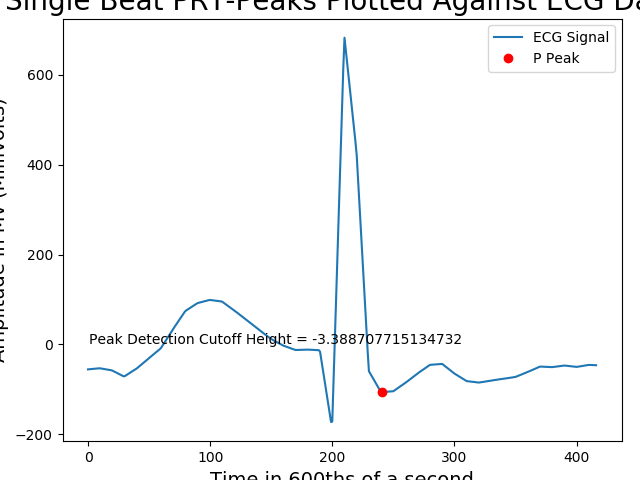 Single Beat PRT-Peaks Plotted Against ECG Da
ECG Signal
P Peak
Amplitude in MV (Millivolts)
600
400
200
0
−200
Peak Detection Cutoff Height = -3.388707715134732
0 100 200 300 400
Time in 600ths of a second